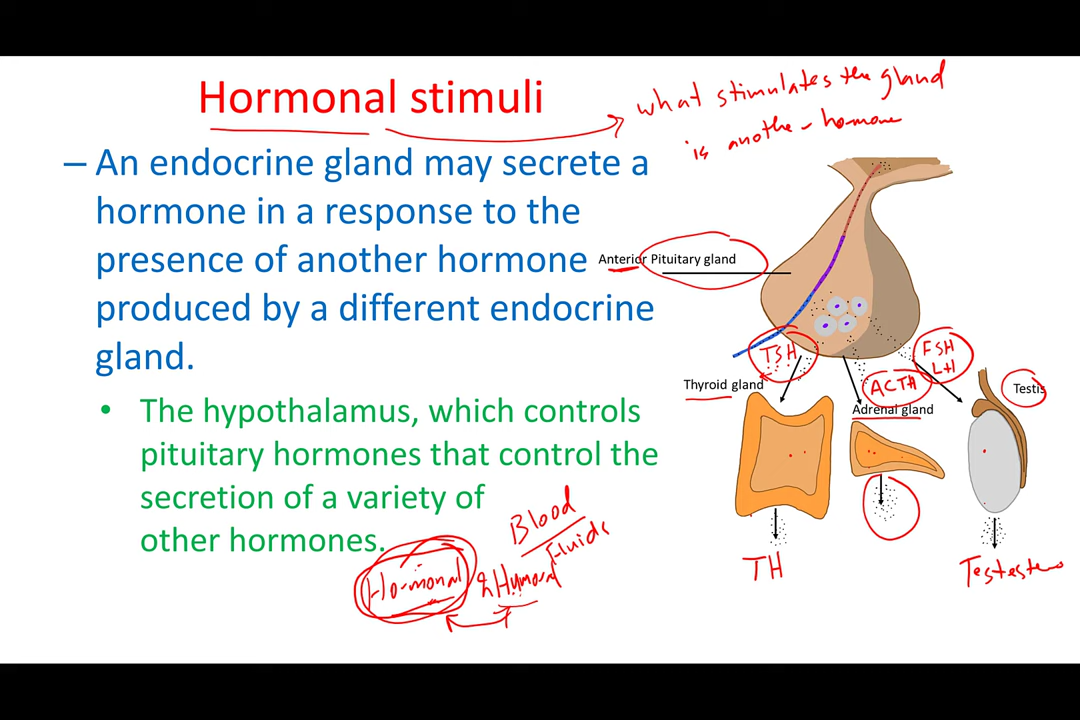 Hormonal stimuli
what stimulates the gland
is another hormone
– An endocrine gland may secrete a
hormone in a response to the
presence of another hormone
produced by a different endocrine
gland.
• The hypothalamus, which controls
pituitary hormones that control the
secretion of a variety of
other hormones.
Hormonal & Humoral
Blood
Fluids
Anterior Pituitary gland
TSH
ACTH
FSH
LH
Thyroid gland
Adrenal gland
Testis
TH
Testestero